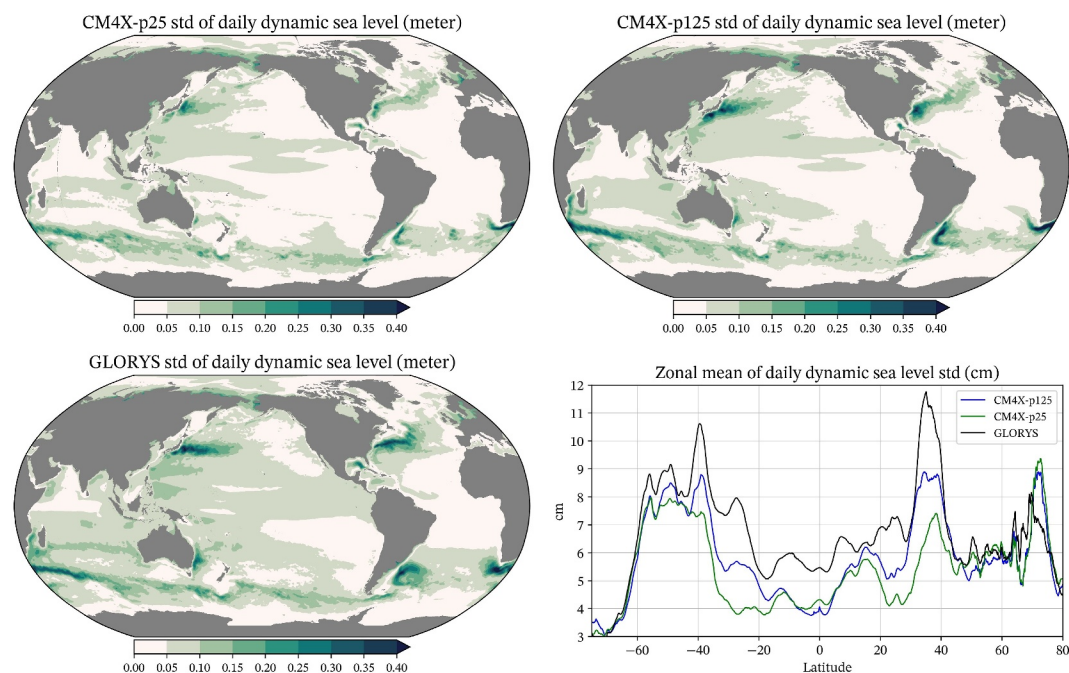 CM4X-p25 std of daily dynamic sea level (meter)
0.00 0.05 0.10 0.15 0.20 0.25 0.30 0.35 0.40
CM4X-p125 std of daily dynamic sea level (meter)
0.00 0.05 0.10 0.15 0.20 0.25 0.30 0.35 0.40
GLORYS std of daily dynamic sea level (meter)
0.00 0.05 0.10 0.15 0.20 0.25 0.30 0.35 0.40
Zonal mean of daily dynamic sea level std (cm)
12
11
10
9
8
7
6
5
4
3
cm
CM4X-p125
CM4X-p25
GLORYS
−60 −40 −20 0 20 40 60 80
Latitude